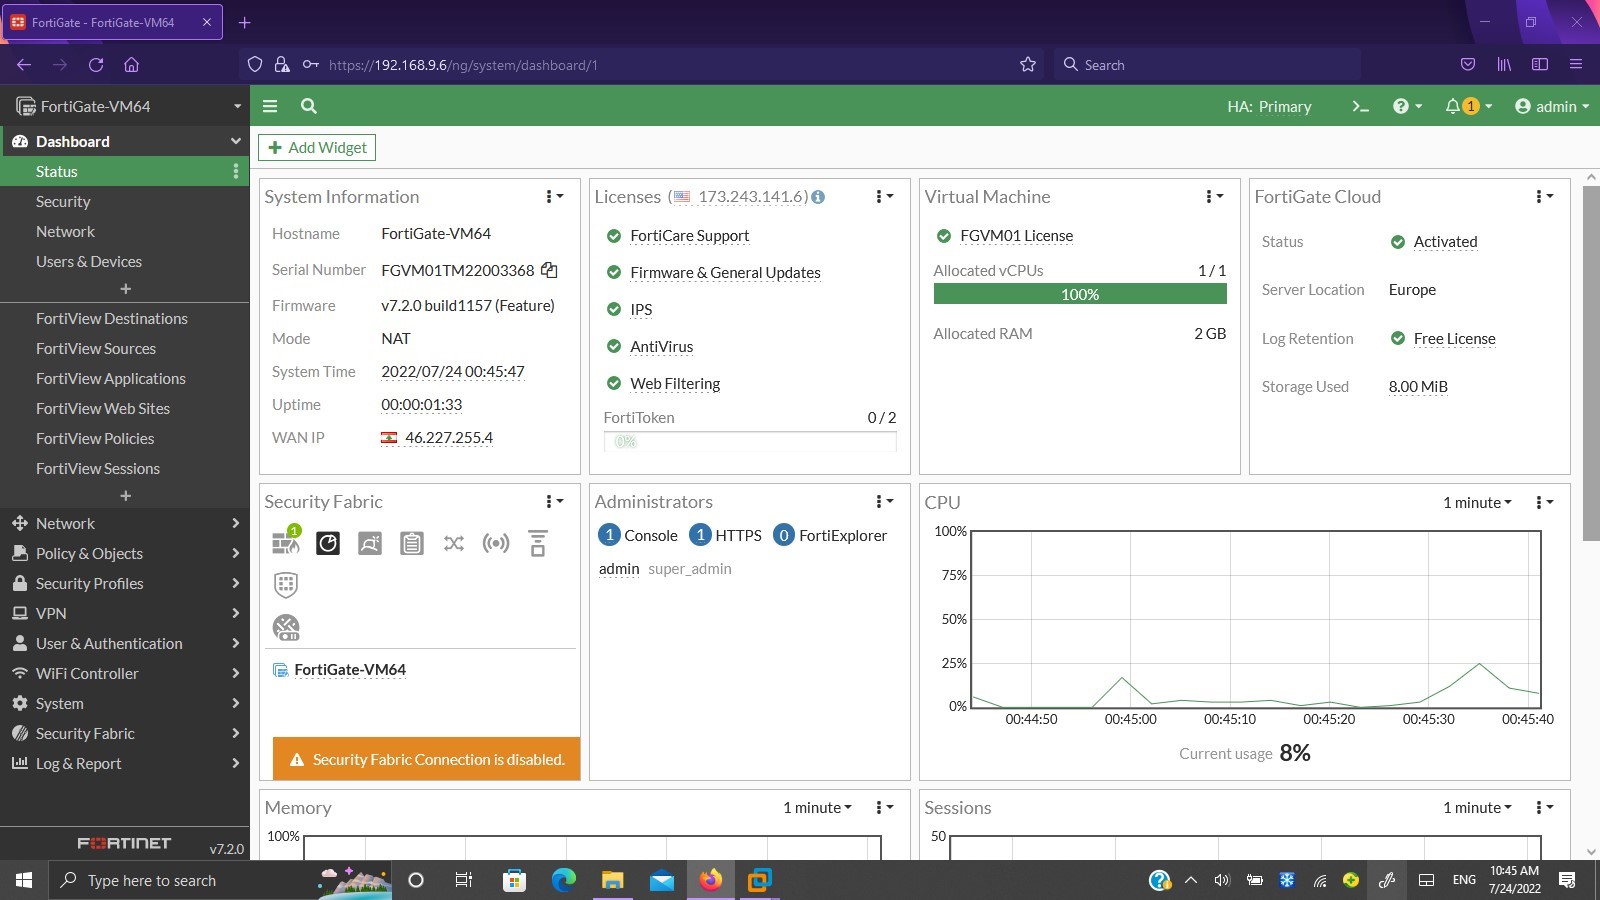 FortiGate - FortiGate-VM64
https://192.168.9.6/ng/system/dashboard/1
Search
FortiGate-VM64
HA: Primary
1
admin
Dashboard
Status
Security
Network
Users & Devices
+
FortiView Destinations
FortiView Sources
FortiView Applications
FortiView Web Sites
FortiView Policies
FortiView Sessions
+
Network
Policy & Objects
Security Profiles
VPN
User & Authentication
WiFi Controller
System
Security Fabric
Log & Report
FORTINET
v7.2.0
+ Add Widget
System Information
Hostname FortiGate-VM64
Serial Number FGVM01TM22003368
Firmware v7.2.0 build1157 (Feature)
Mode NAT
System Time 2022/07/24 00:45:47
Uptime 00:00:01:33
WAN IP 46.227.255.4
Licenses (173.243.141.6)
FortiCare Support
Firmware & General Updates
IPS
AntiVirus
Web Filtering
FortiToken 0 / 2
0%
Virtual Machine
FGVM01 License
Allocated vCPUs 1 / 1
100%
Allocated RAM 2 GB
FortiGate Cloud
Status Activated
Server Location Europe
Log Retention Free License
Storage Used 8.00 MiB
Security Fabric
1
FortiGate-VM64
Security Fabric Connection is disabled.
Administrators
1 Console 1 HTTPS 0 FortiExplorer
admin super_admin
CPU
1 minute
100%
75%
50%
25%
0%
00:44:50 00:45:00 00:45:10 00:45:20 00:45:30 00:45:40
Current usage 8%
Memory
1 minute
100%
Sessions
1 minute
50
Type here to search
ENG
10:45 AM
7/24/2022